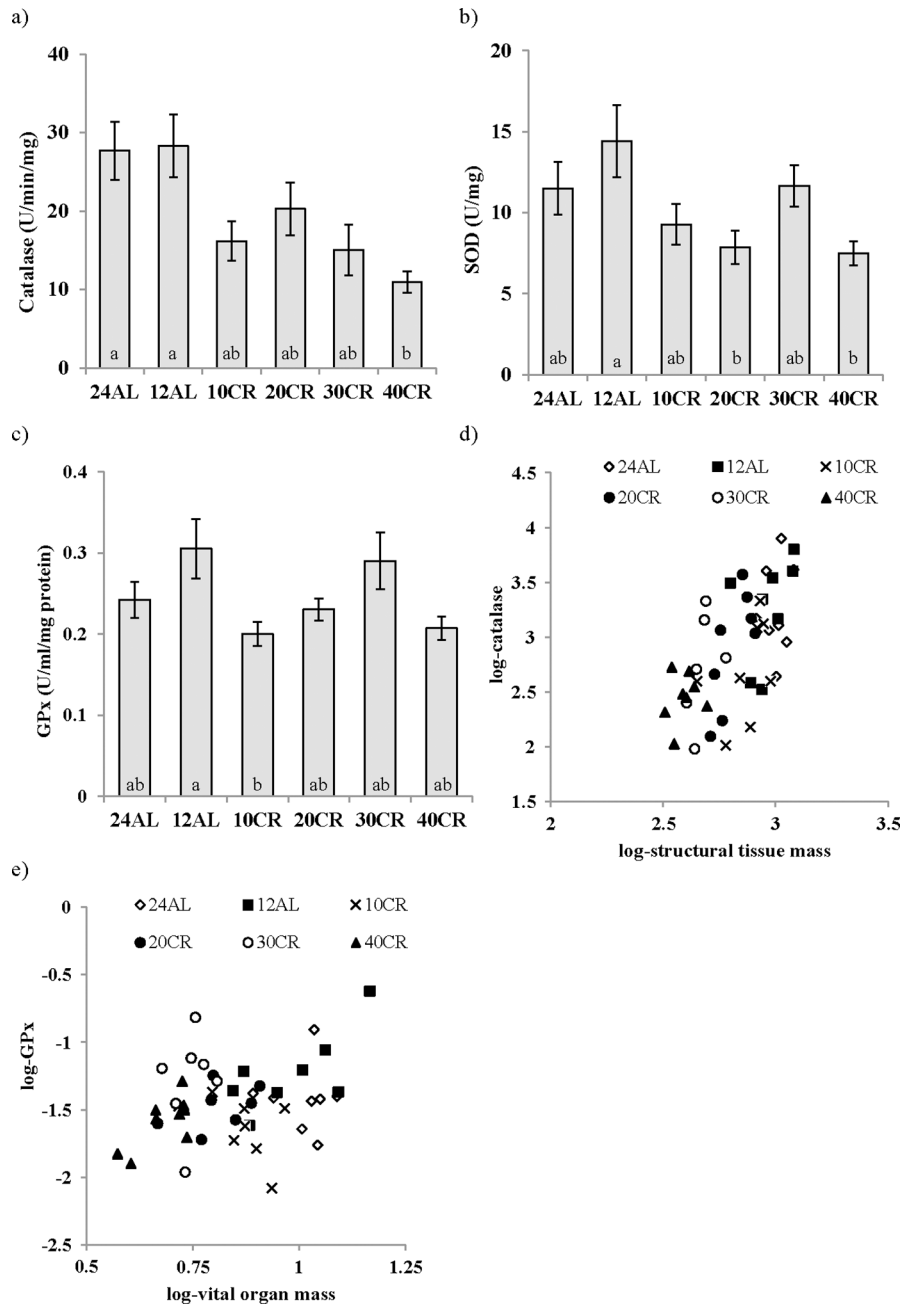 a)
Catalase (U/min/mg)
40
30
20
10
0
a a ab ab ab b
24AL 12AL 10CR 20CR 30CR 40CR
b)
SOD (U/mg)
20
15
10
5
0
ab a ab b ab b
24AL 12AL 10CR 20CR 30CR 40CR
c)
GPx (U/ml/mg protein)
0.4
0.3
0.2
0.1
0
ab a b ab ab ab
24AL 12AL 10CR 20CR 30CR 40CR
d)
24AL 12AL 10CR
20CR 30CR 40CR
log-catalase
4.5
3.5
2.5
1.5
2 2.5 3 3.5
log-structural tissue mass
e)
24AL 12AL 10CR
20CR 30CR 40CR
log-GPx
0
-0.5
-1
-1.5
-2
-2.5
0.5 0.75 1 1.25
log-vital organ mass